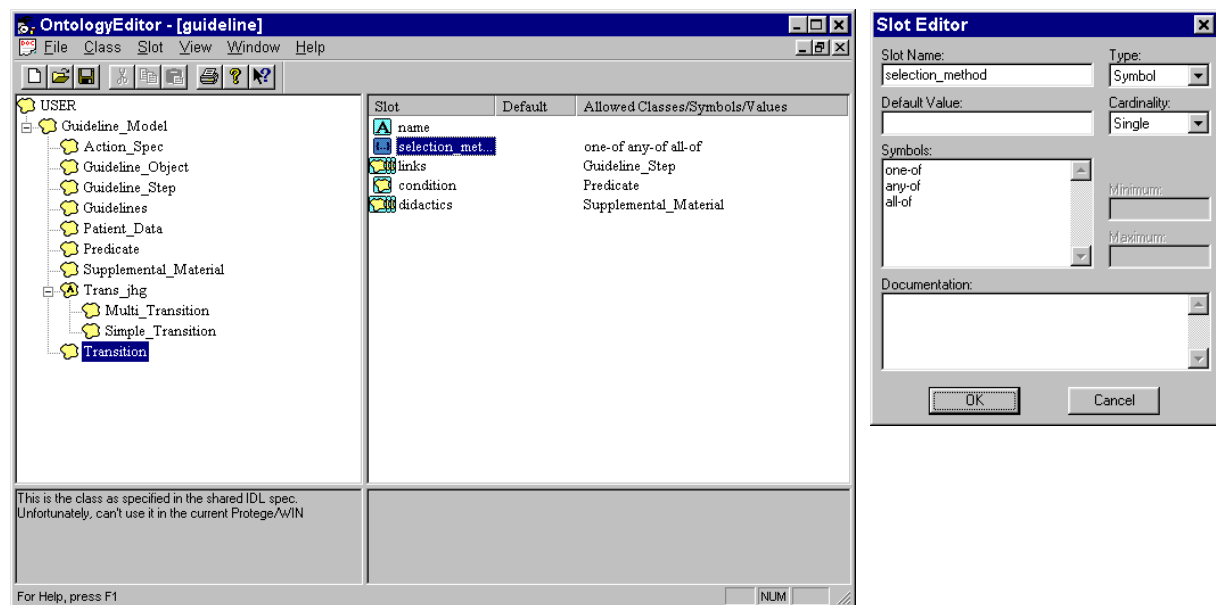 OntologyEditor - [guideline]
File Class Slot View Window Help
USER
Guideline_Model
Action_Spec
Guideline_Object
Guideline_Step
Guidelines
Patient_Data
Predicate
Supplemental_Material
A Trans_jhg
Multi_Transition
Simple_Transition
Transition
Slot Default Allowed Classes/Symbols/Values
A name
selection_met... one-of any-of all-of
links Guideline_Step
condition Predicate
didactics Supplemental_Material
This is the class as specified in the shared IDL spec.
Unfortunately, can't use it in the current Protege/WIN
For Help, press F1
NUM
Slot Editor
Slot Name: Type:
selection_method Symbol
Default Value: Cardinality:
Single
Symbols:
one-of
any-of
all-of
Minimum:
Maximum:
Documentation:
OK Cancel